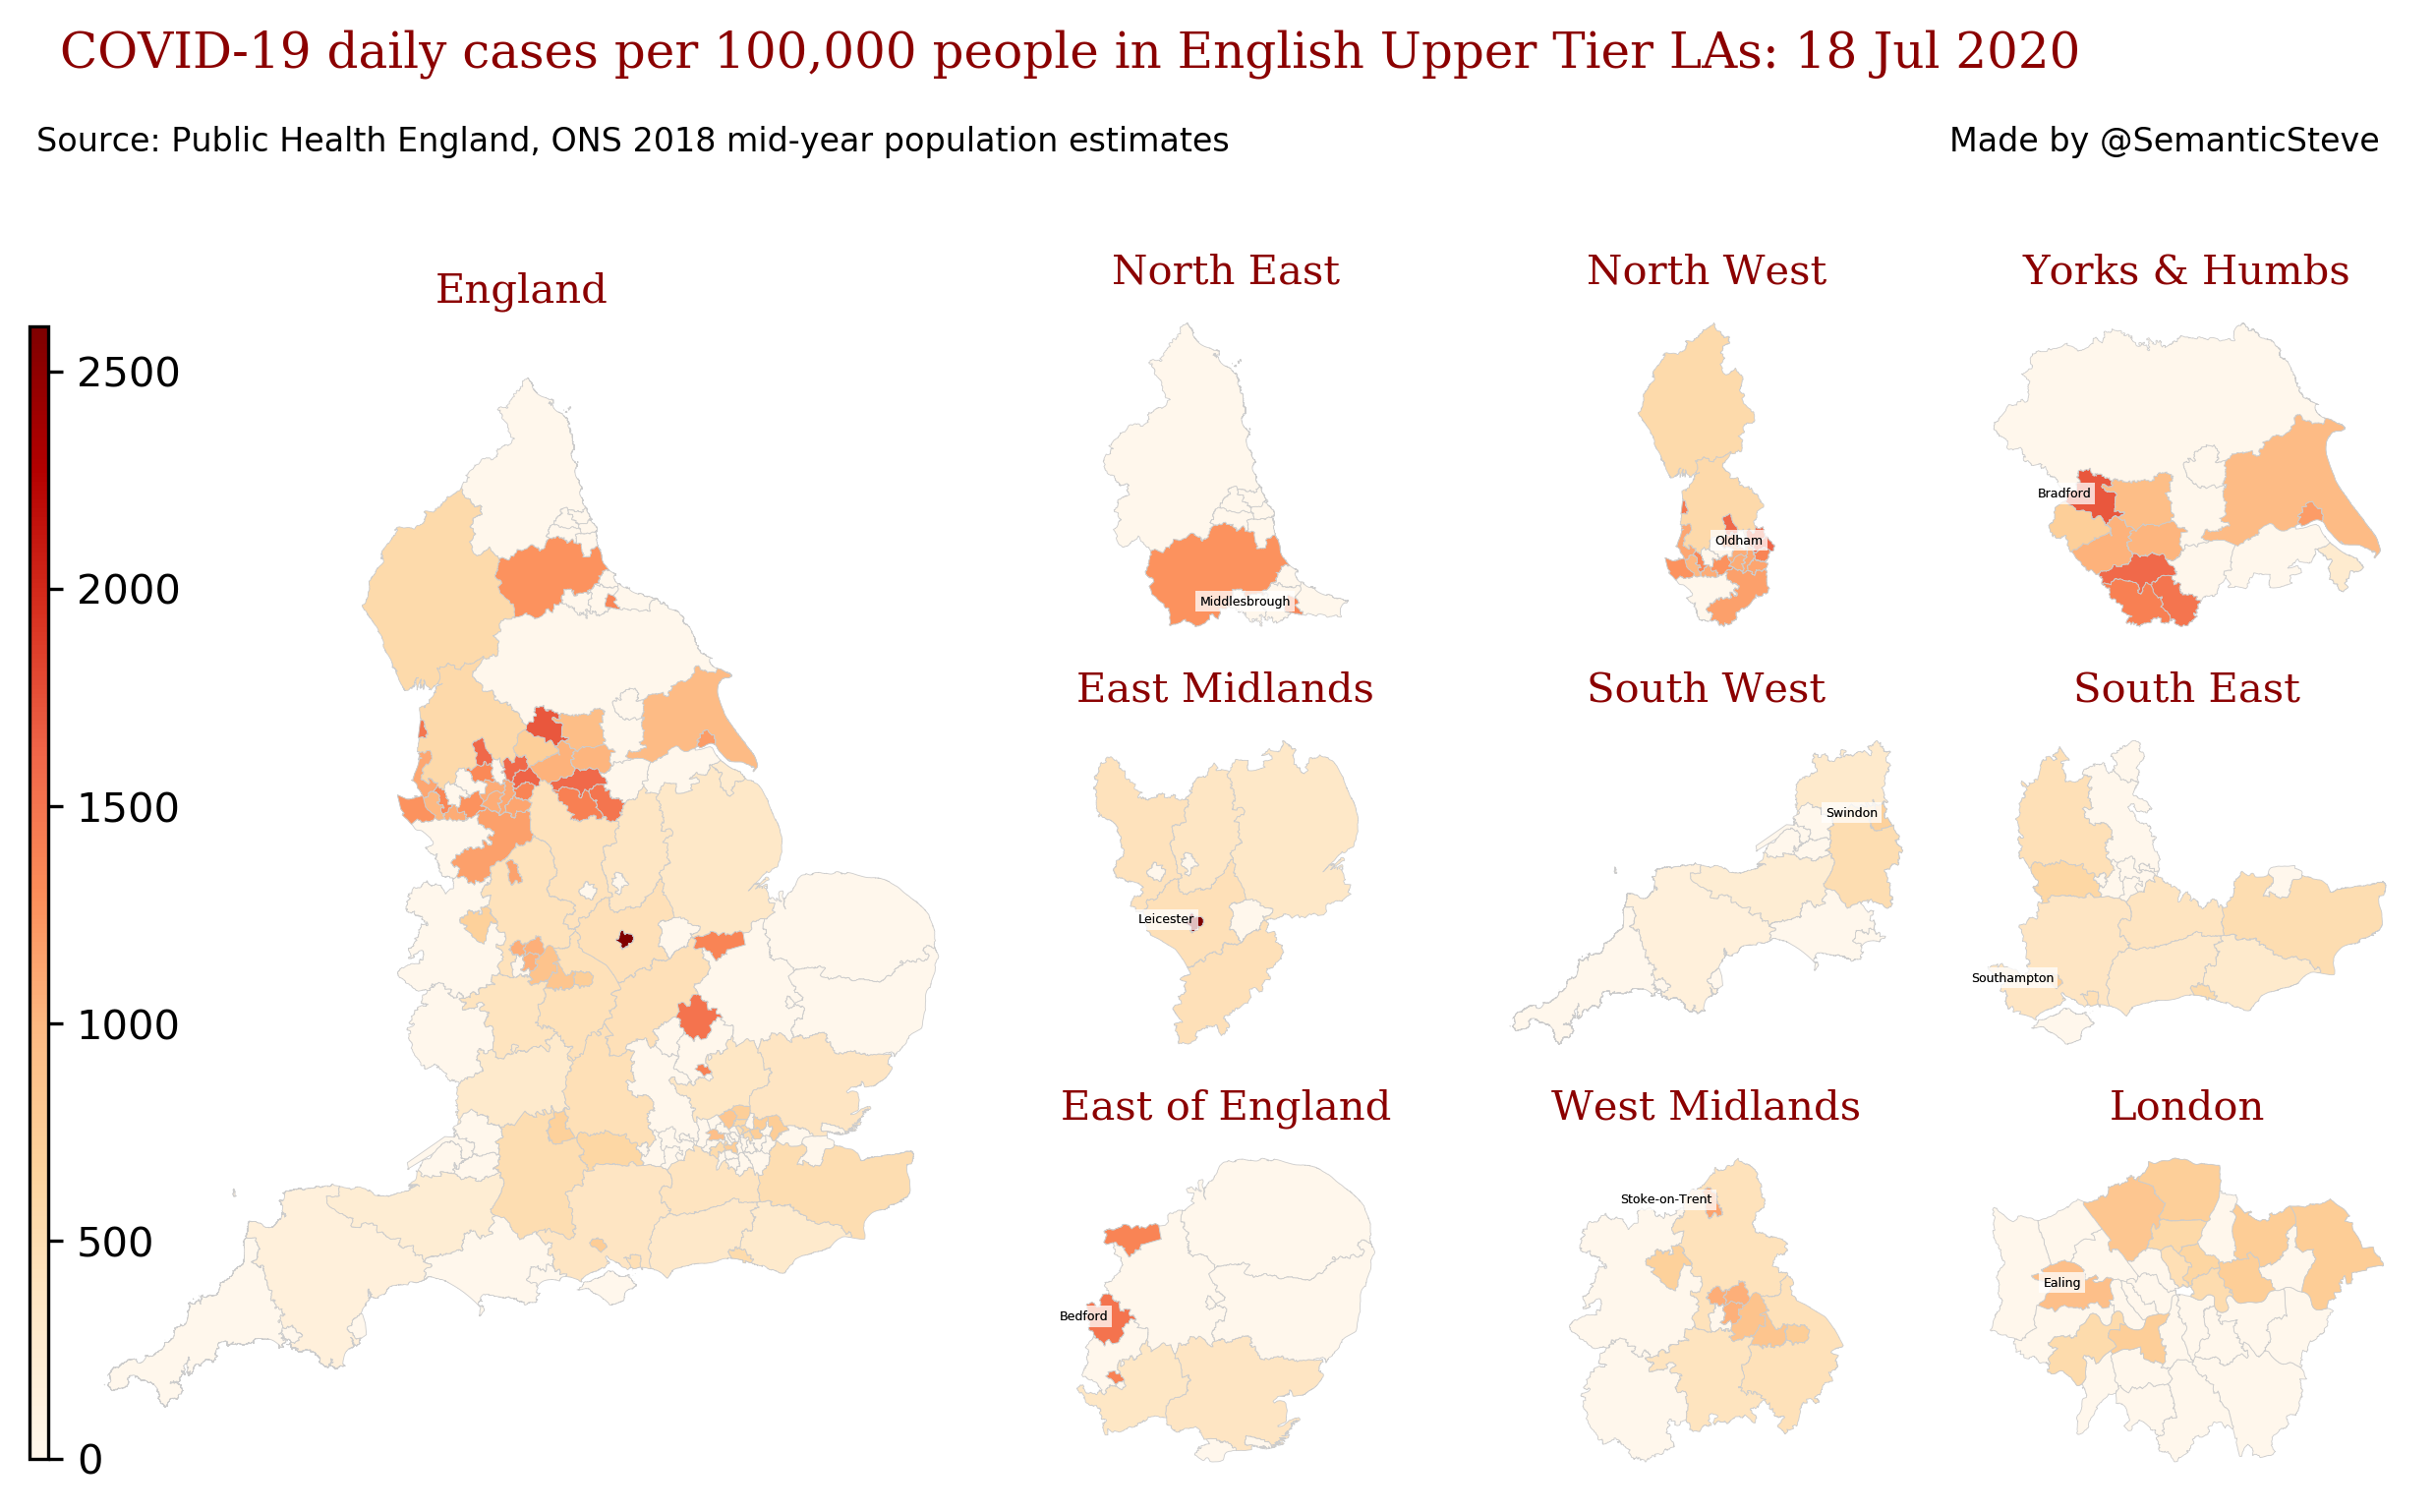 COVID-19 daily cases per 100,000 people in English Upper Tier LAs: 18 Jul 2020
Source: Public Health England, ONS 2018 mid-year population estimates
Made by @SemanticSteve
England
2500
2000
1500
1000
500
0
North East
Middlesbrough
North West
Oldham
Yorks & Humbs
Bradford
East Midlands
Leicester
South West
Swindon
South East
Southampton
East of England
Bedford
West Midlands
Stoke-on-Trent
London
Ealing